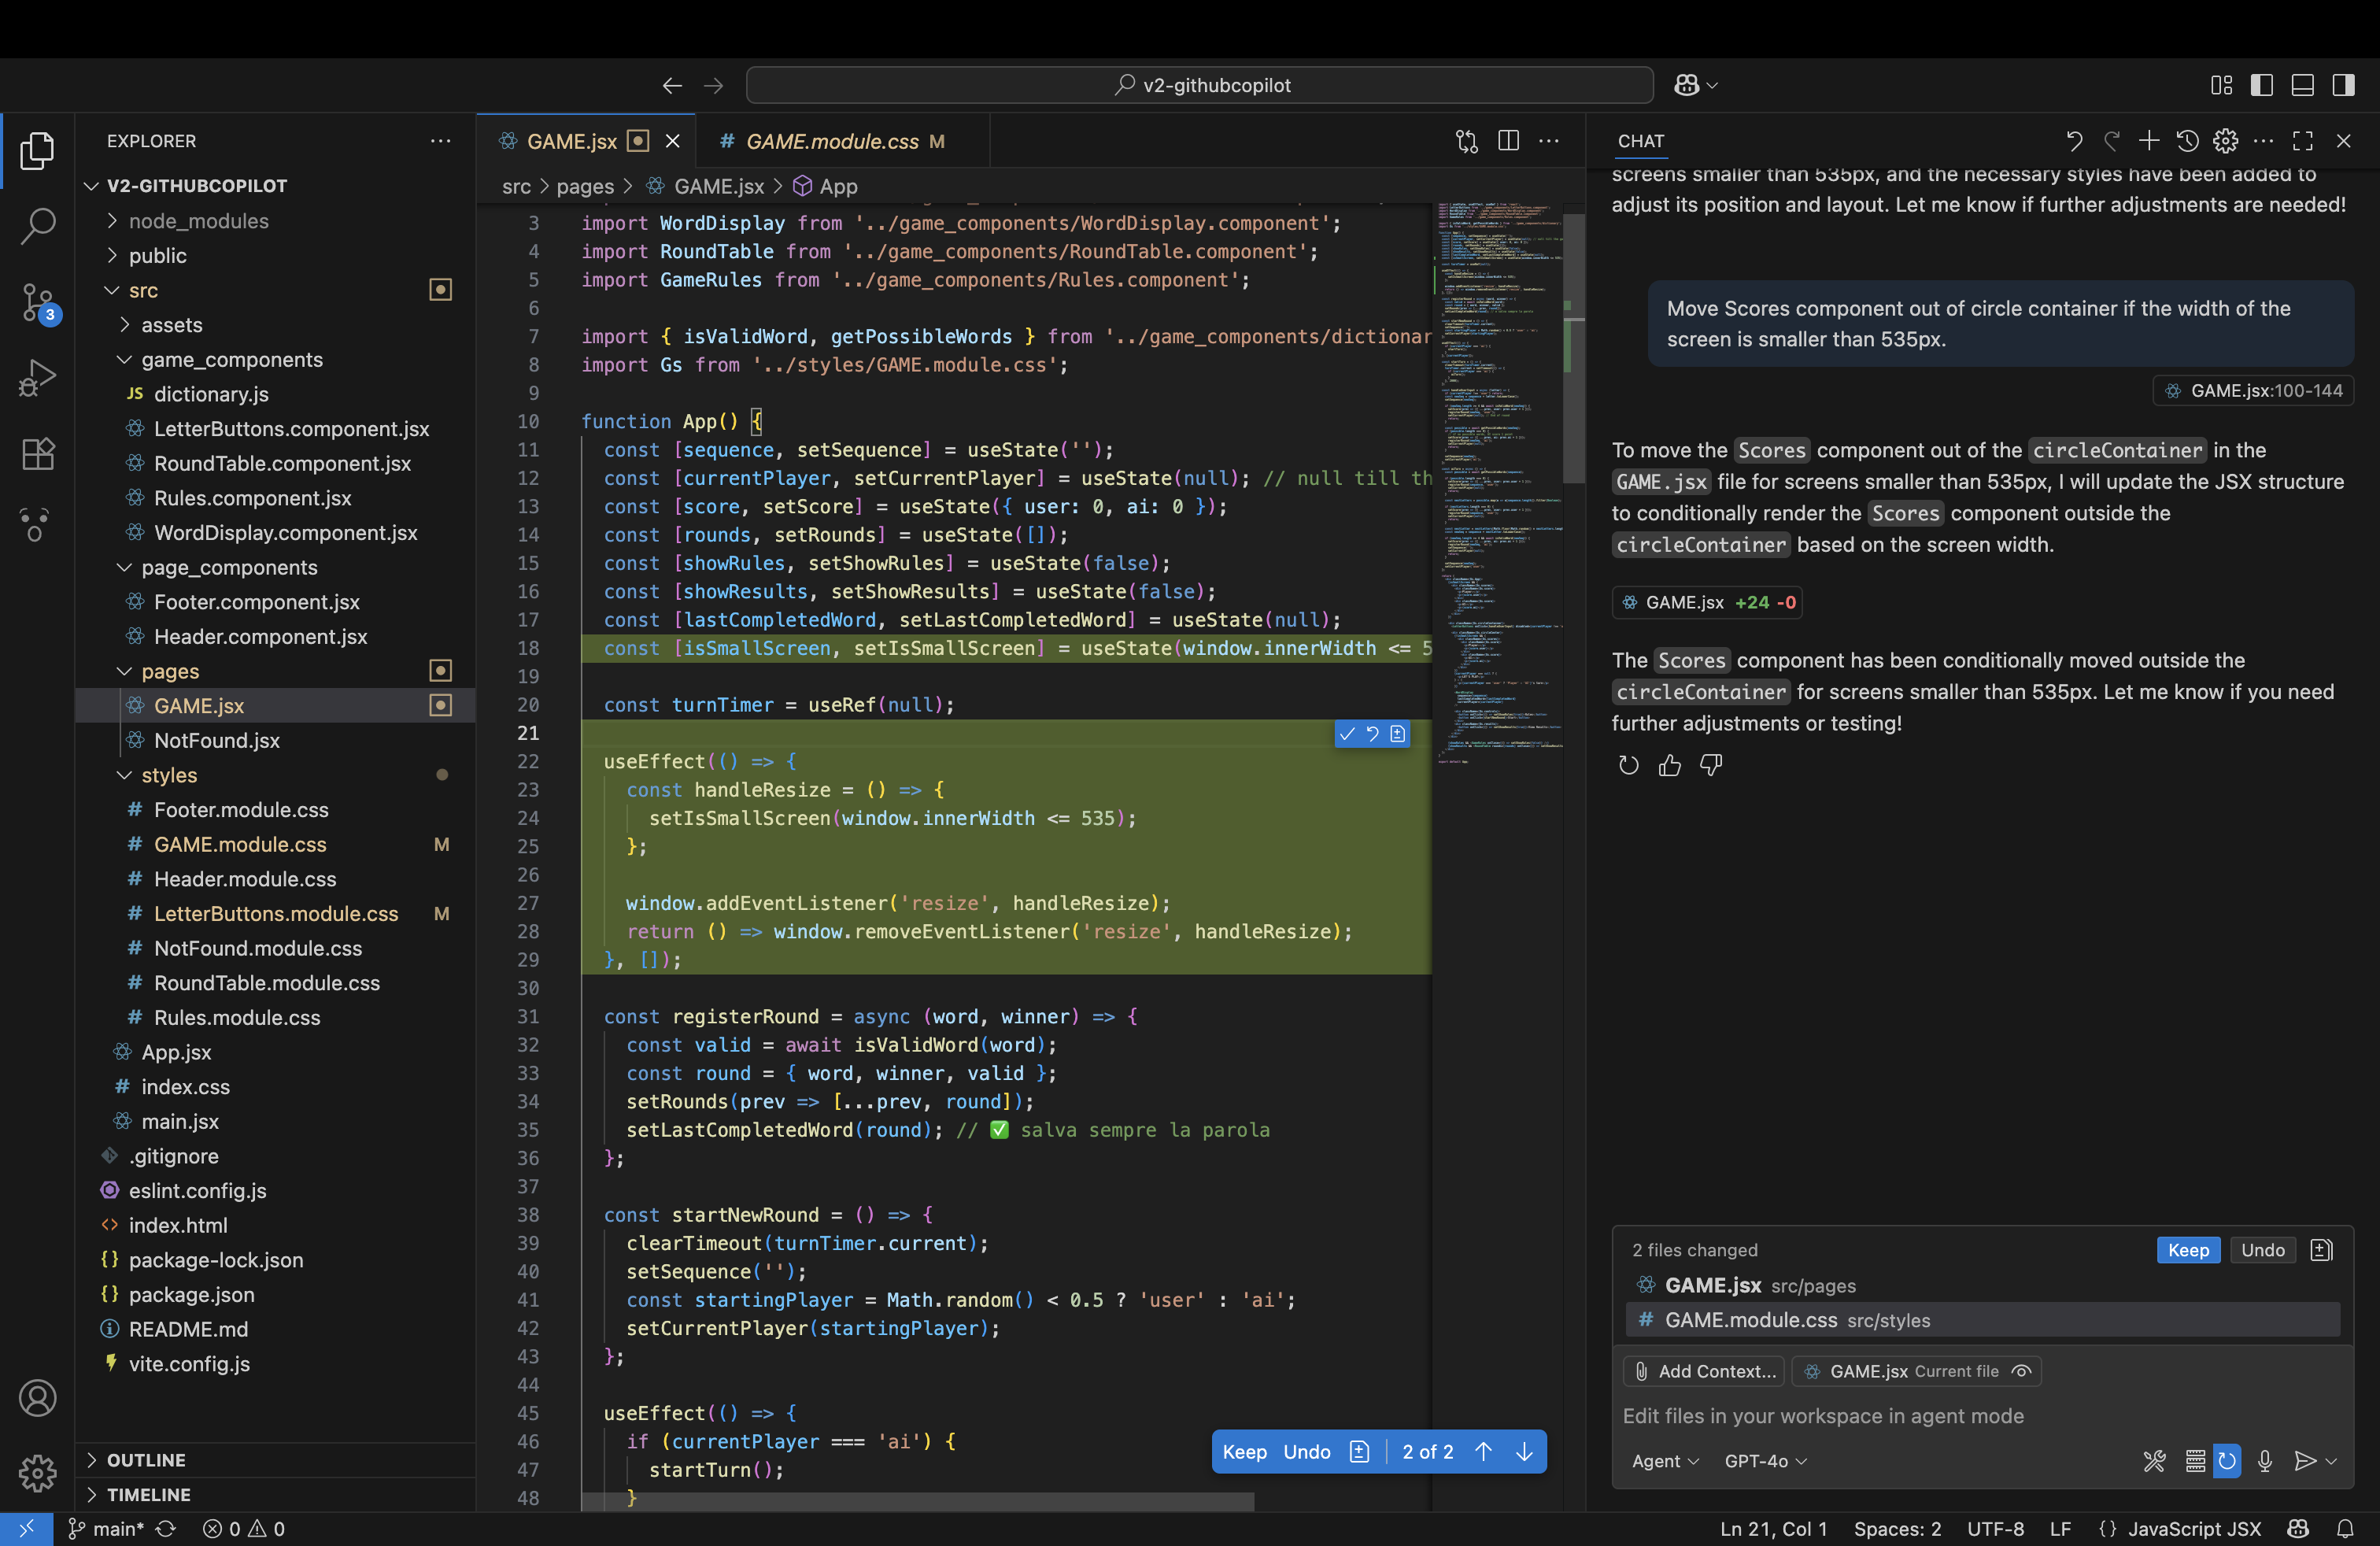 v2-githubcopilot
EXPLORER
V2-GITHUBCOPILOT
node_modules
public
src
assets
game_components
JS dictionary.js
LetterButtons.component.jsx
RoundTable.component.jsx
Rules.component.jsx
WordDisplay.component.jsx
page_components
Footer.component.jsx
Header.component.jsx
pages
GAME.jsx
NotFound.jsx
styles
# Footer.module.css
# GAME.module.css M
# Header.module.css
# LetterButtons.module.css M
# NotFound.module.css
# RoundTable.module.css
# Rules.module.css
App.jsx
# index.css
main.jsx
.gitignore
eslint.config.js
<> index.html
{} package-lock.json
{} package.json
README.md
vite.config.js
OUTLINE
TIMELINE
3
GAME.jsx
# GAME.module.css M
src > pages > GAME.jsx > App
3 import WordDisplay from '../game_components/WordDisplay.component';
4 import RoundTable from '../game_components/RoundTable.component';
5 import GameRules from '../game_components/Rules.component';
6
7 import { isValidWord, getPossibleWords } from '../game_components/dictionar
8 import Gs from '../styles/GAME.module.css';
9
10 function App() {
11 const [sequence, setSequence] = useState('');
12 const [currentPlayer, setCurrentPlayer] = useState(null); // null till th
13 const [score, setScore] = useState({ user: 0, ai: 0 });
14 const [rounds, setRounds] = useState([]);
15 const [showRules, setShowRules] = useState(false);
16 const [showResults, setShowResults] = useState(false);
17 const [lastCompletedWord, setLastCompletedWord] = useState(null);
18 const [isSmallScreen, setIsSmallScreen] = useState(window.innerWidth <= 5
19
20 const turnTimer = useRef(null);
21
22 useEffect(() => {
23 const handleResize = () => {
24 setIsSmallScreen(window.innerWidth <= 535);
25 };
26
27 window.addEventListener('resize', handleResize);
28 return () => window.removeEventListener('resize', handleResize);
29 }, []);
30
31 const registerRound = async (word, winner) => {
32 const valid = await isValidWord(word);
33 const round = { word, winner, valid };
34 setRounds(prev => [...prev, round]);
35 setLastCompletedWord(round); // ✅ salva sempre la parola
36 };
37
38 const startNewRound = () => {
39 clearTimeout(turnTimer.current);
40 setSequence('');
41 const startingPlayer = Math.random() < 0.5 ? 'user' : 'ai';
42 setCurrentPlayer(startingPlayer);
43 };
44
45 useEffect(() => {
46 if (currentPlayer === 'ai') {
47 startTurn();
48 }
Keep Undo 2 of 2
CHAT
screens smaller than 535px, and the necessary styles have been added to
adjust its position and layout. Let me know if further adjustments are needed!
Move Scores component out of circle container if the width of the
screen is smaller than 535px.
GAME.jsx:100-144
To move the Scores component out of the circleContainer in the
GAME.jsx file for screens smaller than 535px, I will update the JSX structure
to conditionally render the Scores component outside the
circleContainer based on the screen width.
GAME.jsx +24 -0
The Scores component has been conditionally moved outside the
circleContainer for screens smaller than 535px. Let me know if you need
further adjustments or testing!
2 files changed
Keep Undo
GAME.jsx src/pages
# GAME.module.css src/styles
Add Context... GAME.jsx Current file
Edit files in your workspace in agent mode
Agent GPT-4o
main* 0 0
Ln 21, Col 1 Spaces: 2 UTF-8 LF {} JavaScript JSX